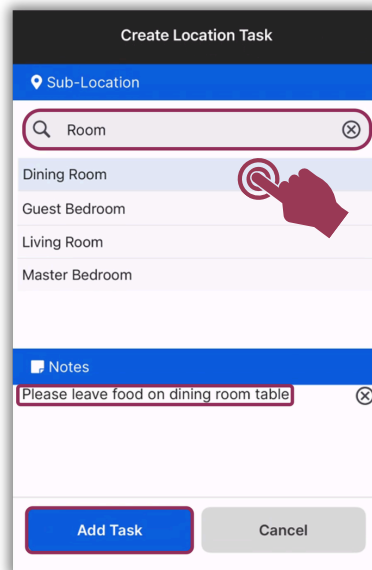 Create Location Task
Sub-Location
Room
Dining Room
Guest Bedroom
Living Room
Master Bedroom
Notes
Please leave food on dining room table
Add Task
Cancel